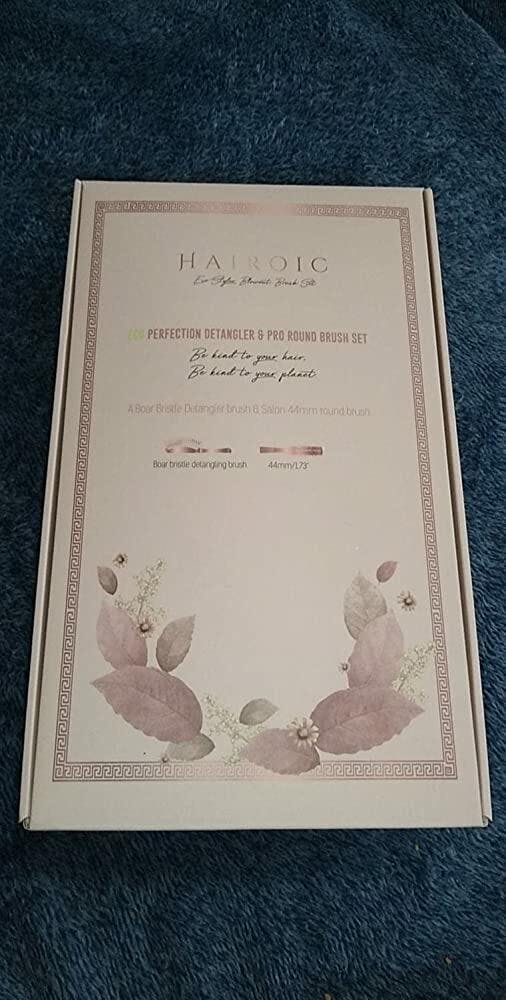 HAIROIC
Eco Styler Blowout Brush Set
ECO PERFECTION DETANGLER & PRO ROUND BRUSH SET
Be kind to your hair.
Be kind to your planet
A Boar Bristle Detangler brush & Salon 44mm round brush
Boar bristle detangling brush
44mm/1.73"